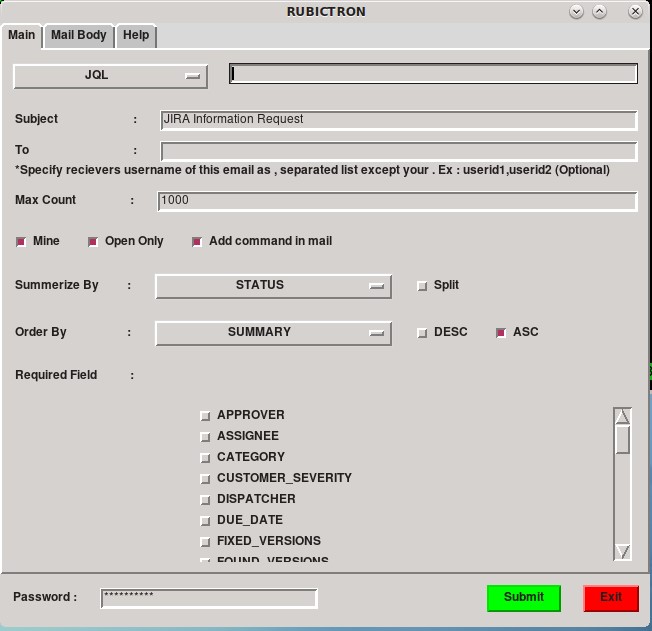 RUBICTRON
Main Mail Body Help
JQL
Subject : JIRA Information Request
To :
*Specify recievers username of this email as , separated list except your . Ex : userid1,userid2 (Optional)
Max Count : 1000
Mine Open Only Add command in mail
Summerize By : STATUS Split
Order By : SUMMARY DESC ASC
Required Field :
APPROVER
ASSIGNEE
CATEGORY
CUSTOMER_SEVERITY
DISPATCHER
DUE_DATE
FIXED_VERSIONS
FOUND_VERSIONS
Password : **********
Submit Exit